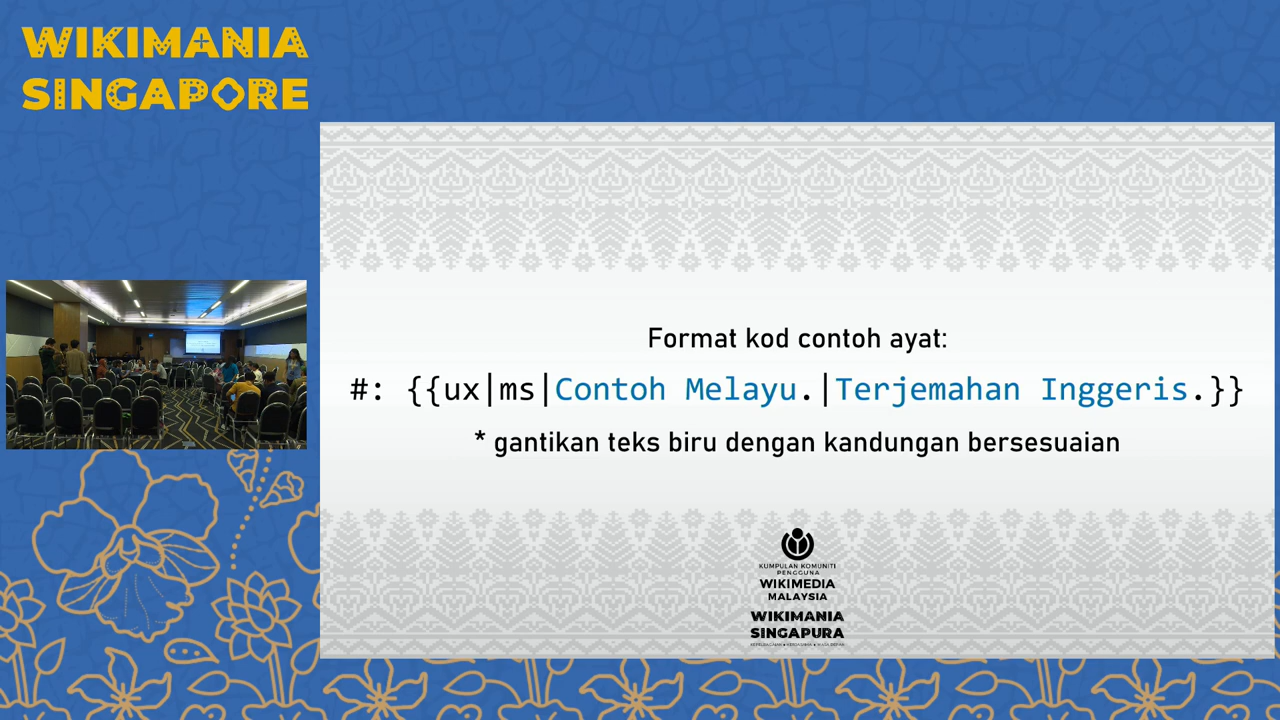 WIKIMANIA
SINGAPORE
Format kod contoh ayat:
#: {{ux|ms|Contoh Melayu.|Terjemahan Inggeris.}}
* gantikan teks biru dengan kandungan bersesuaian
KUMPULAN KOMUNITI
PENGGUNA
WIKIMEDIA
MALAYSIA
WIKIMANIA
SINGAPURA